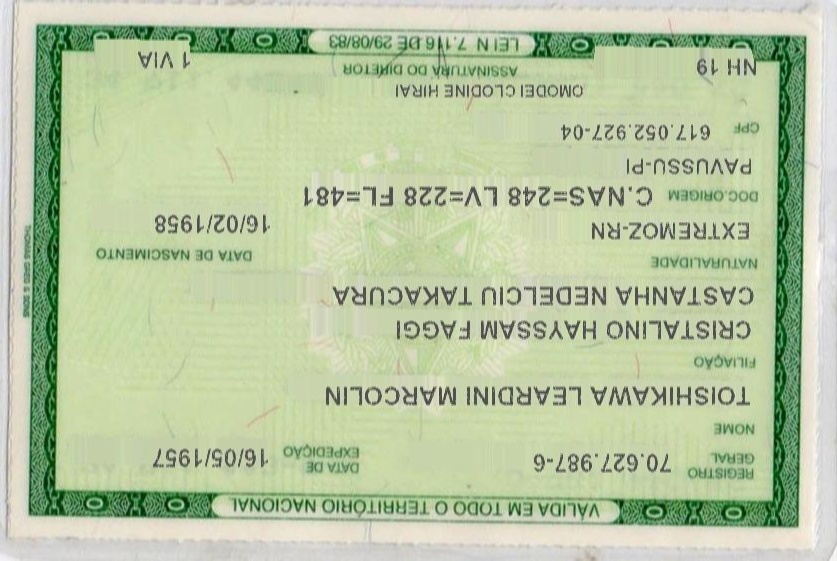 VÁLIDA EM TODO O TERRITÓRIO NACIONAL
REGISTRO GERAL 70.627.987-6 DATA DE EXPEDIÇÃO 16/05/1957
NOME
TOISHIKAWA LEARDINI MARCOLIN
FILIAÇÃO
CRISTALINO HAYSSAM FAGGI
CASTANHA NEDELCIU TAKACURA
NATURALIDADE DATA DE NASCIMENTO
EXTREMOZ-RN 16/02/1958
DOC.ORIGEM C.NAS=248 LV=228 FL=481
PAVUSSU-PI
CPF 617.052.927-04
OMODEI CLODINE HIRAI
NH 19 ASSINATURA DO DIRETOR 1 VIA
LEI N 7.116 DE 29/08/83